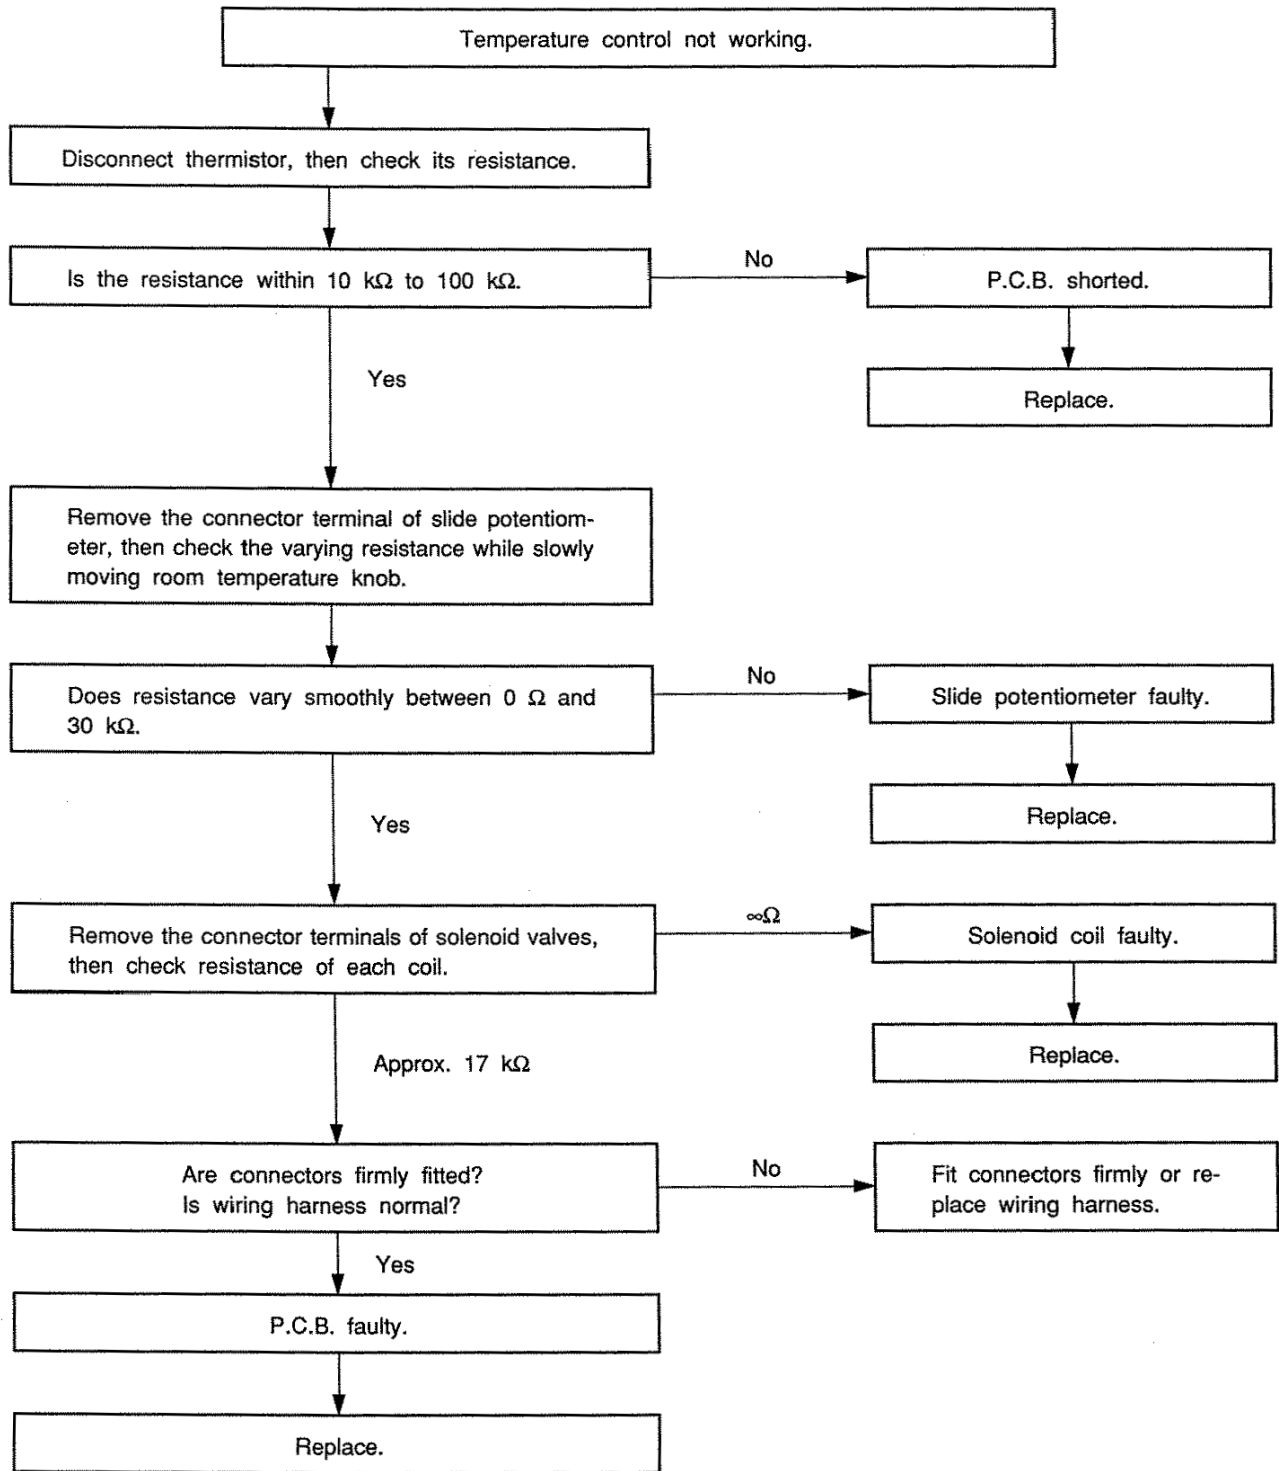 Temperature control not working.
Disconnect thermistor, then check its resistance.
Is the resistance within 10 kΩ to 100 kΩ.
No
P.C.B. shorted.
Yes
Replace.
Remove the connector terminal of slide potentiom-
eter, then check the varying resistance while slowly
moving room temperature knob.
Does resistance vary smoothly between 0 Ω and
30 kΩ.
No
Slide potentiometer faulty.
Yes
Replace.
Remove the connector terminals of solenoid valves,
then check resistance of each coil.
∞Ω
Solenoid coil faulty.
Approx. 17 kΩ
Replace.
Are connectors firmly fitted?
Is wiring harness normal?
No
Fit connectors firmly or re-
place wiring harness.
Yes
P.C.B. faulty.
Replace.